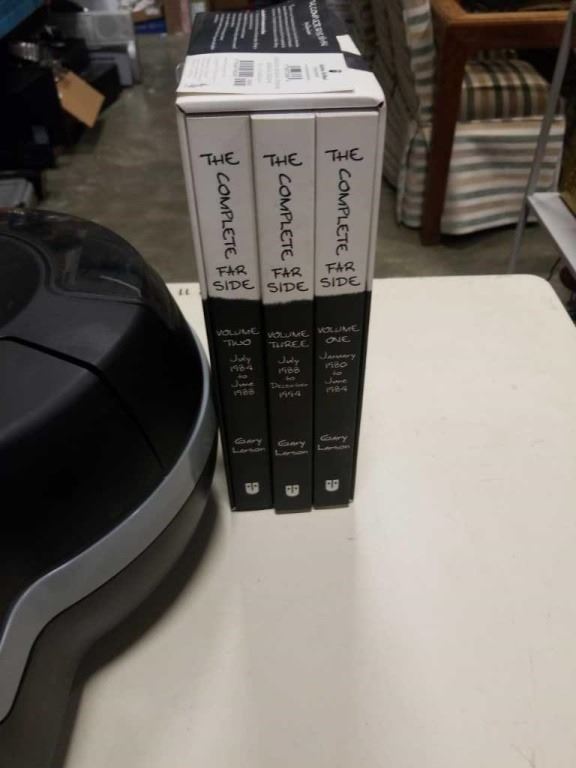 THE
COMPLETE
FAR
SIDE
VOLUME
TWO
July
1984
to
June
1988
Gary
Larson
THE
COMPLETE
FAR
SIDE
VOLUME
THREE
July
1988
to
December
1994
Gary
Larson
THE
COMPLETE
FAR
SIDE
VOLUME
ONE
January
1980
to
June
1984
Gary
Larson